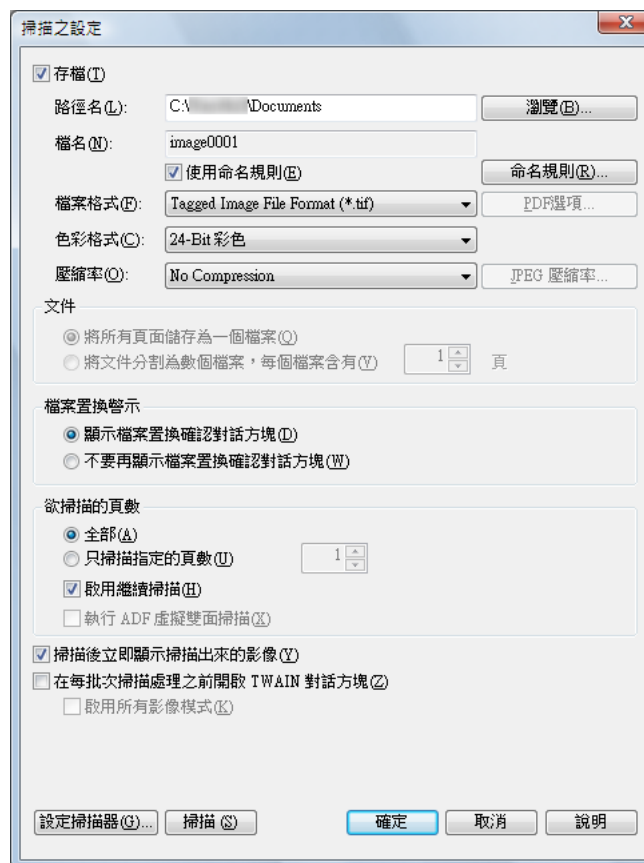 掃描之設定
存檔(T)
路徑名(L): C:\ \Documents 瀏覽(B)...
檔名(N): image0001
使用命名規則(E) 命名規則(R)...
檔案格式(F): Tagged Image File Format (*.tif) PDF選項...
色彩格式(C): 24-Bit 彩色
壓縮率(O): No Compression JPEG 壓縮率...
文件
將所有頁面儲存為一個檔案(Q)
將文件分割為數個檔案，每個檔案含有(V) 1 頁
檔案置換警示
顯示檔案置換確認對話方塊(D)
不要再顯示檔案置換確認對話方塊(W)
欲掃描的頁數
全部(A)
只掃描指定的頁數(U) 1
啟用繼續掃描(H)
執行 ADF 虛擬雙面掃描(X)
掃描後立即顯示掃描出來的影像(Y)
在每批次掃描處理之前開啟 TWAIN 對話方塊(Z)
啟用所有影像模式(K)
設定掃描器(G)... 掃描 (S) 確定 取消 說明